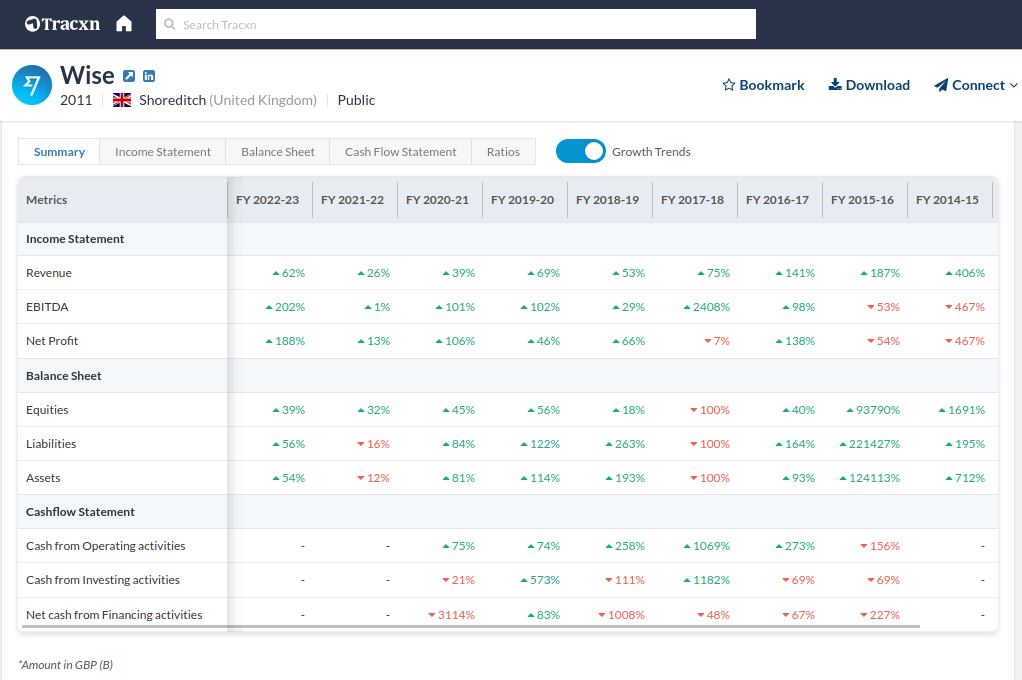 Tracxn Search Tracxn
Wise
2011 Shoreditch (United Kingdom) Public
Bookmark Download Connect
Summary Income Statement Balance Sheet Cash Flow Statement Ratios Growth Trends
Metrics FY 2022-23 FY 2021-22 FY 2020-21 FY 2019-20 FY 2018-19 FY 2017-18 FY 2016-17 FY 2015-16 FY 2014-15
Income Statement
Revenue ▲62% ▲26% ▲39% ▲69% ▲53% ▲75% ▲141% ▲187% ▲406%
EBITDA ▲202% ▲1% ▲101% ▲102% ▲29% ▲2408% ▲98% ▼53% ▼467%
Net Profit ▲188% ▲13% ▲106% ▲46% ▲66% ▼7% ▲138% ▼54% ▼467%
Balance Sheet
Equities ▲39% ▲32% ▲45% ▲56% ▲18% ▼100% ▲40% ▲93790% ▲1691%
Liabilities ▲56% ▼16% ▲84% ▲122% ▲263% ▼100% ▲164% ▲221427% ▲195%
Assets ▲54% ▼12% ▲81% ▲114% ▲193% ▼100% ▲93% ▲124113% ▲712%
Cashflow Statement
Cash from Operating activities - - ▲75% ▲74% ▲258% ▲1069% ▲273% ▼156% -
Cash from Investing activities - - ▼21% ▲573% ▼111% ▲1182% ▼69% ▼69% -
Net cash from Financing activities - - ▼3114% ▲83% ▼1008% ▼48% ▼67% ▼227% -
*Amount in GBP (B)